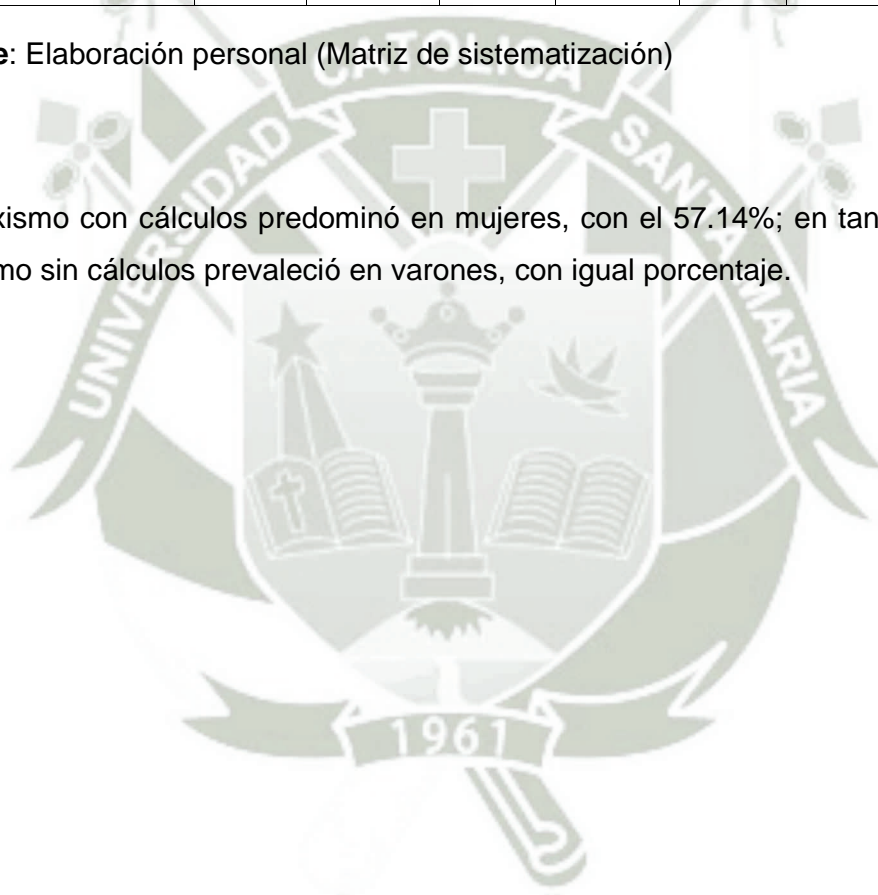 e: Elaboración personal (Matriz de sistematización)
UNIVERSIDAD CATOLICA SANTA MARIA
xismo con cálculos predominó en mujeres, con el 57.14%; en tan
mo sin cálculos prevaleció en varones, con igual porcentaje.
1961